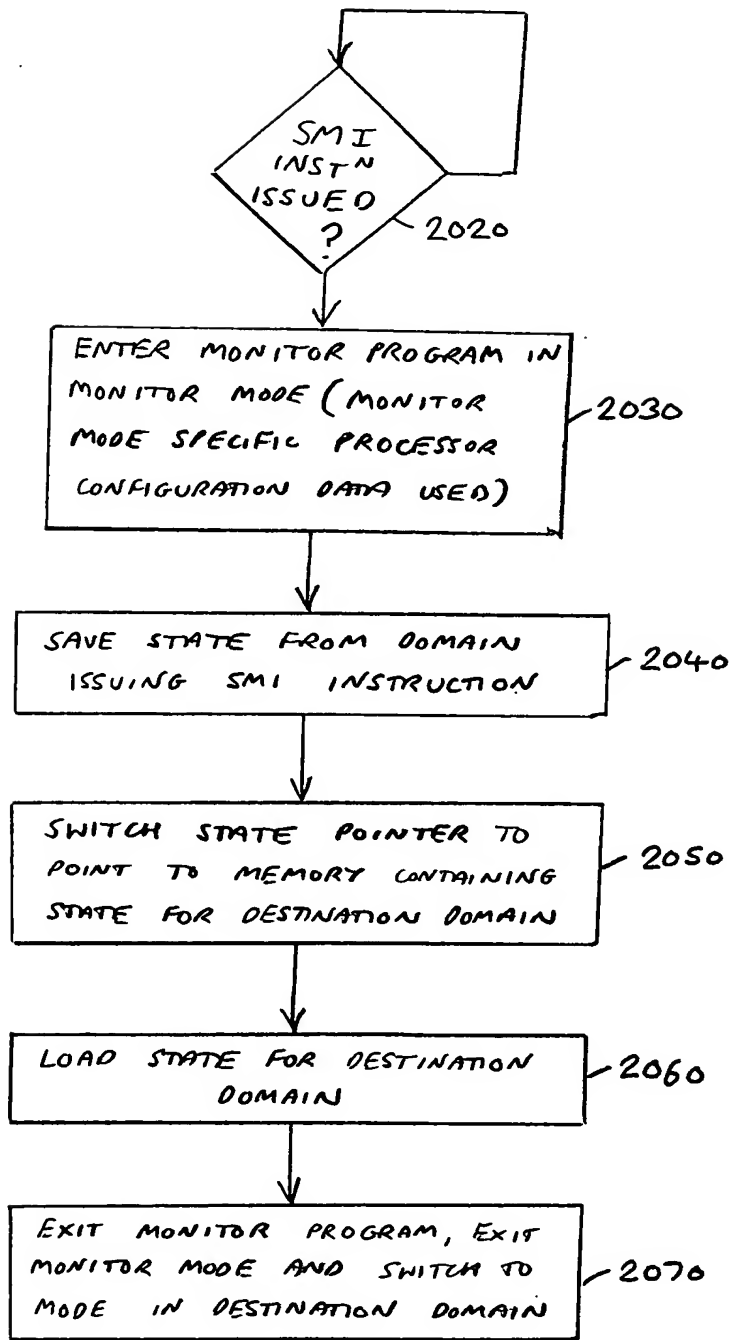 SMI
INSTN
ISSUED
?
2020
ENTER MONITOR PROGRAM IN
MONITOR MODE (MONITOR
MODE SPECIFIC PROCESSOR
CONFIGURATION DATA USED)
2030
SAVE STATE FROM DOMAIN
ISSUING SMI INSTRUCTION
2040
SWITCH STATE POINTER TO
POINT TO MEMORY CONTAINING
STATE FOR DESTINATION DOMAIN
2050
LOAD STATE FOR DESTINATION
DOMAIN
2060
EXIT MONITOR PROGRAM, EXIT
MONITOR MODE AND SWITCH TO
MODE IN DESTINATION DOMAIN
2070